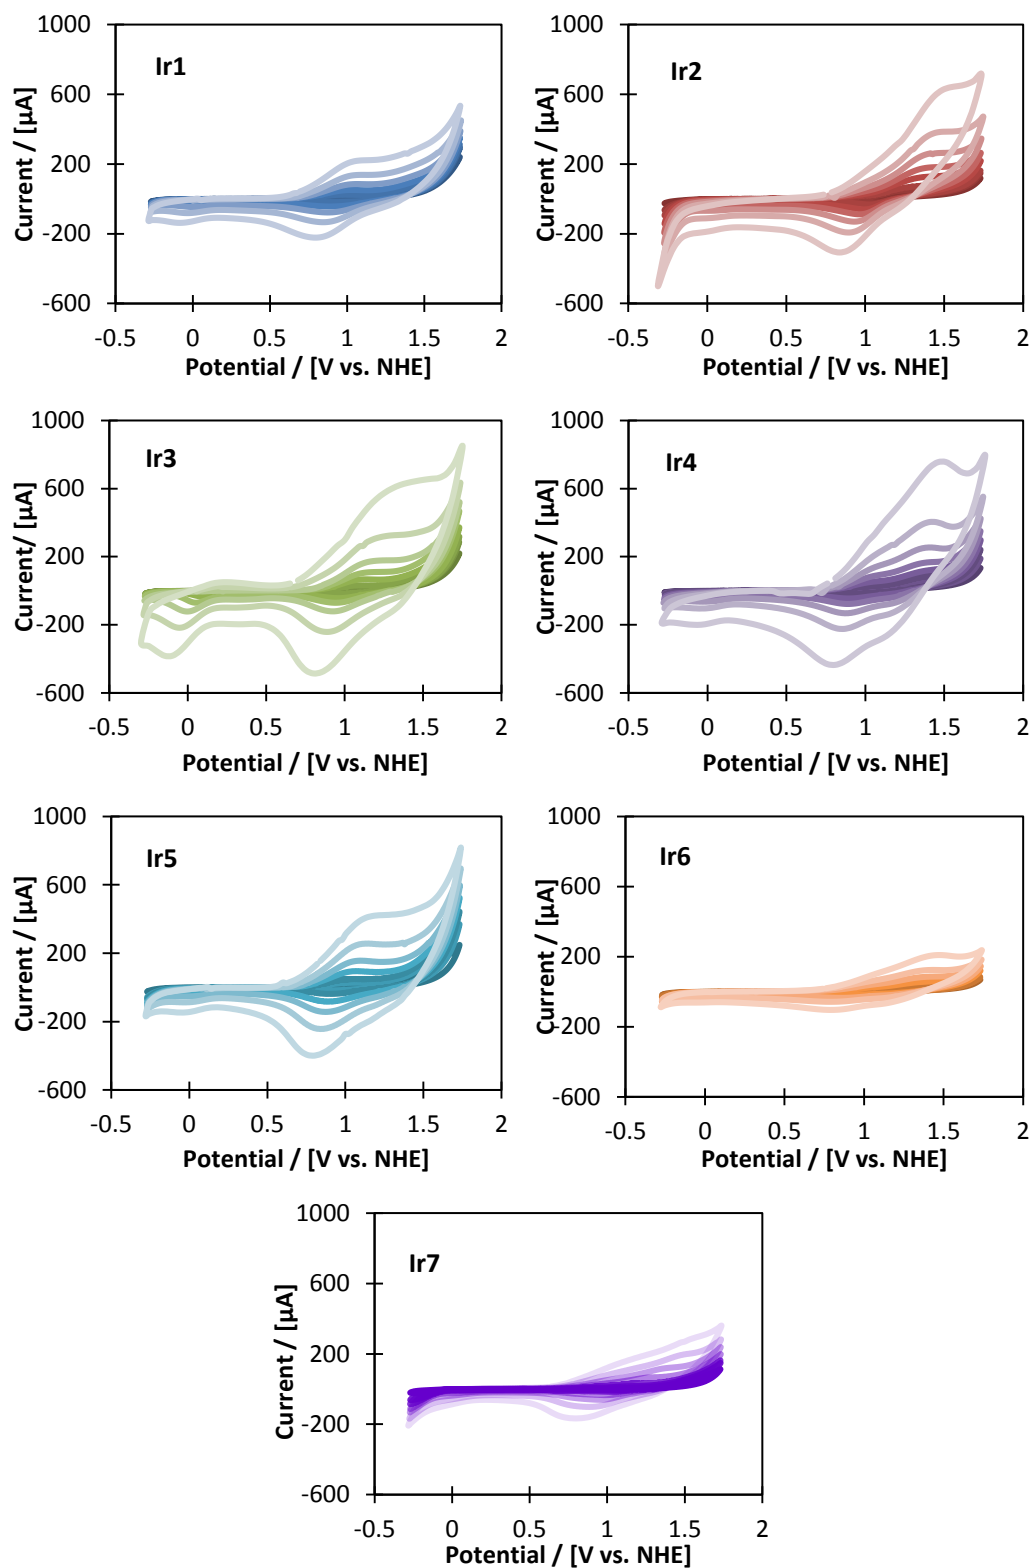 1000
600
200
-200
-600
Current / [µA]
Ir1
-0.5 0 0.5 1 1.5 2
Potential / [V vs. NHE]
1000
600
200
-200
-600
Current / [µA]
Ir2
-0.5 0 0.5 1 1.5 2
Potential / [V vs. NHE]
1000
600
200
-200
-600
Current/ [µA]
Ir3
-0.5 0 0.5 1 1.5 2
Potential / [V vs. NHE]
1000
600
200
-200
-600
Current / [µA]
Ir4
-0.5 0 0.5 1 1.5 2
Potential / [V vs. NHE]
1000
600
200
-200
-600
Current / [µA]
Ir5
-0.5 0 0.5 1 1.5 2
Potential / [V vs. NHE]
1000
600
200
-200
-600
Current / [µA]
Ir6
-0.5 0 0.5 1 1.5 2
Potential / [V vs. NHE]
1000
600
200
-200
-600
Current / [µA]
Ir7
-0.5 0 0.5 1 1.5 2
Potential / [V vs. NHE]